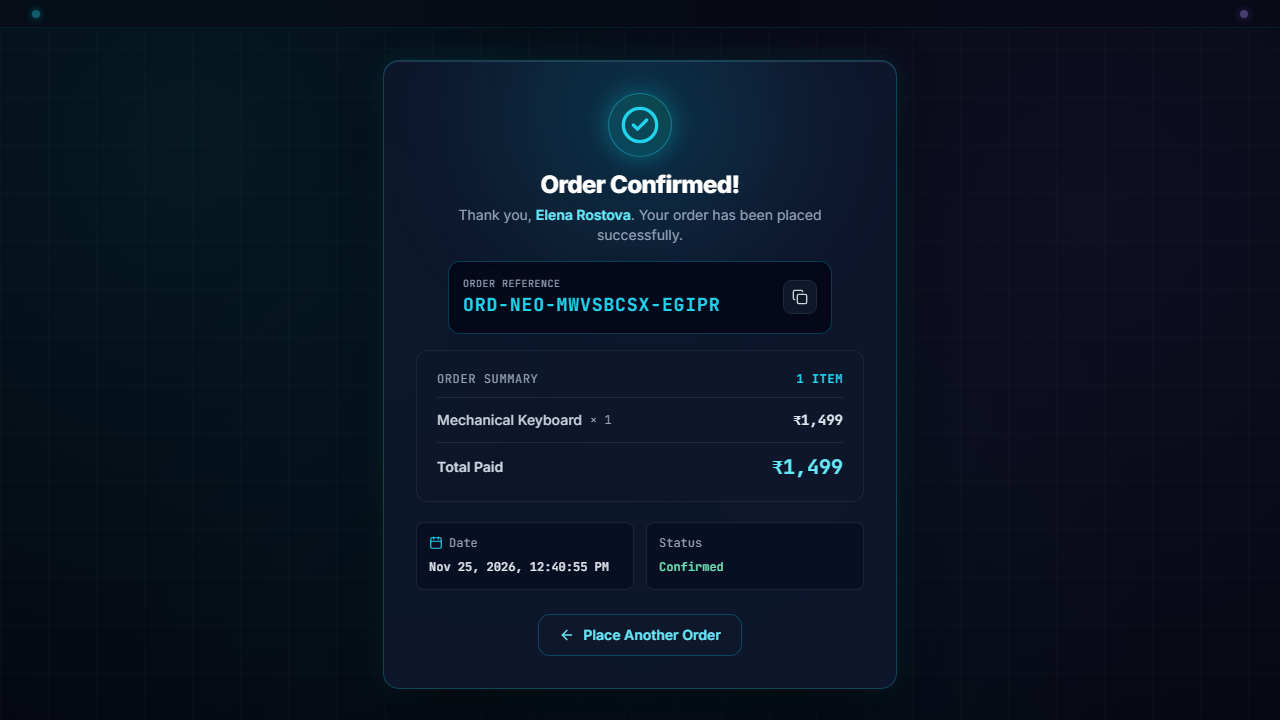 Order Confirmed!
Thank you, Elena Rostova. Your order has been placed
successfully.
ORDER REFERENCE
ORD-NEO-MWVSBCSX-EGIPR
ORDER SUMMARY 1 ITEM
Mechanical Keyboard × 1 ₹1,499
Total Paid ₹1,499
Date
Nov 25, 2026, 12:40:55 PM
Status
Confirmed
Place Another Order